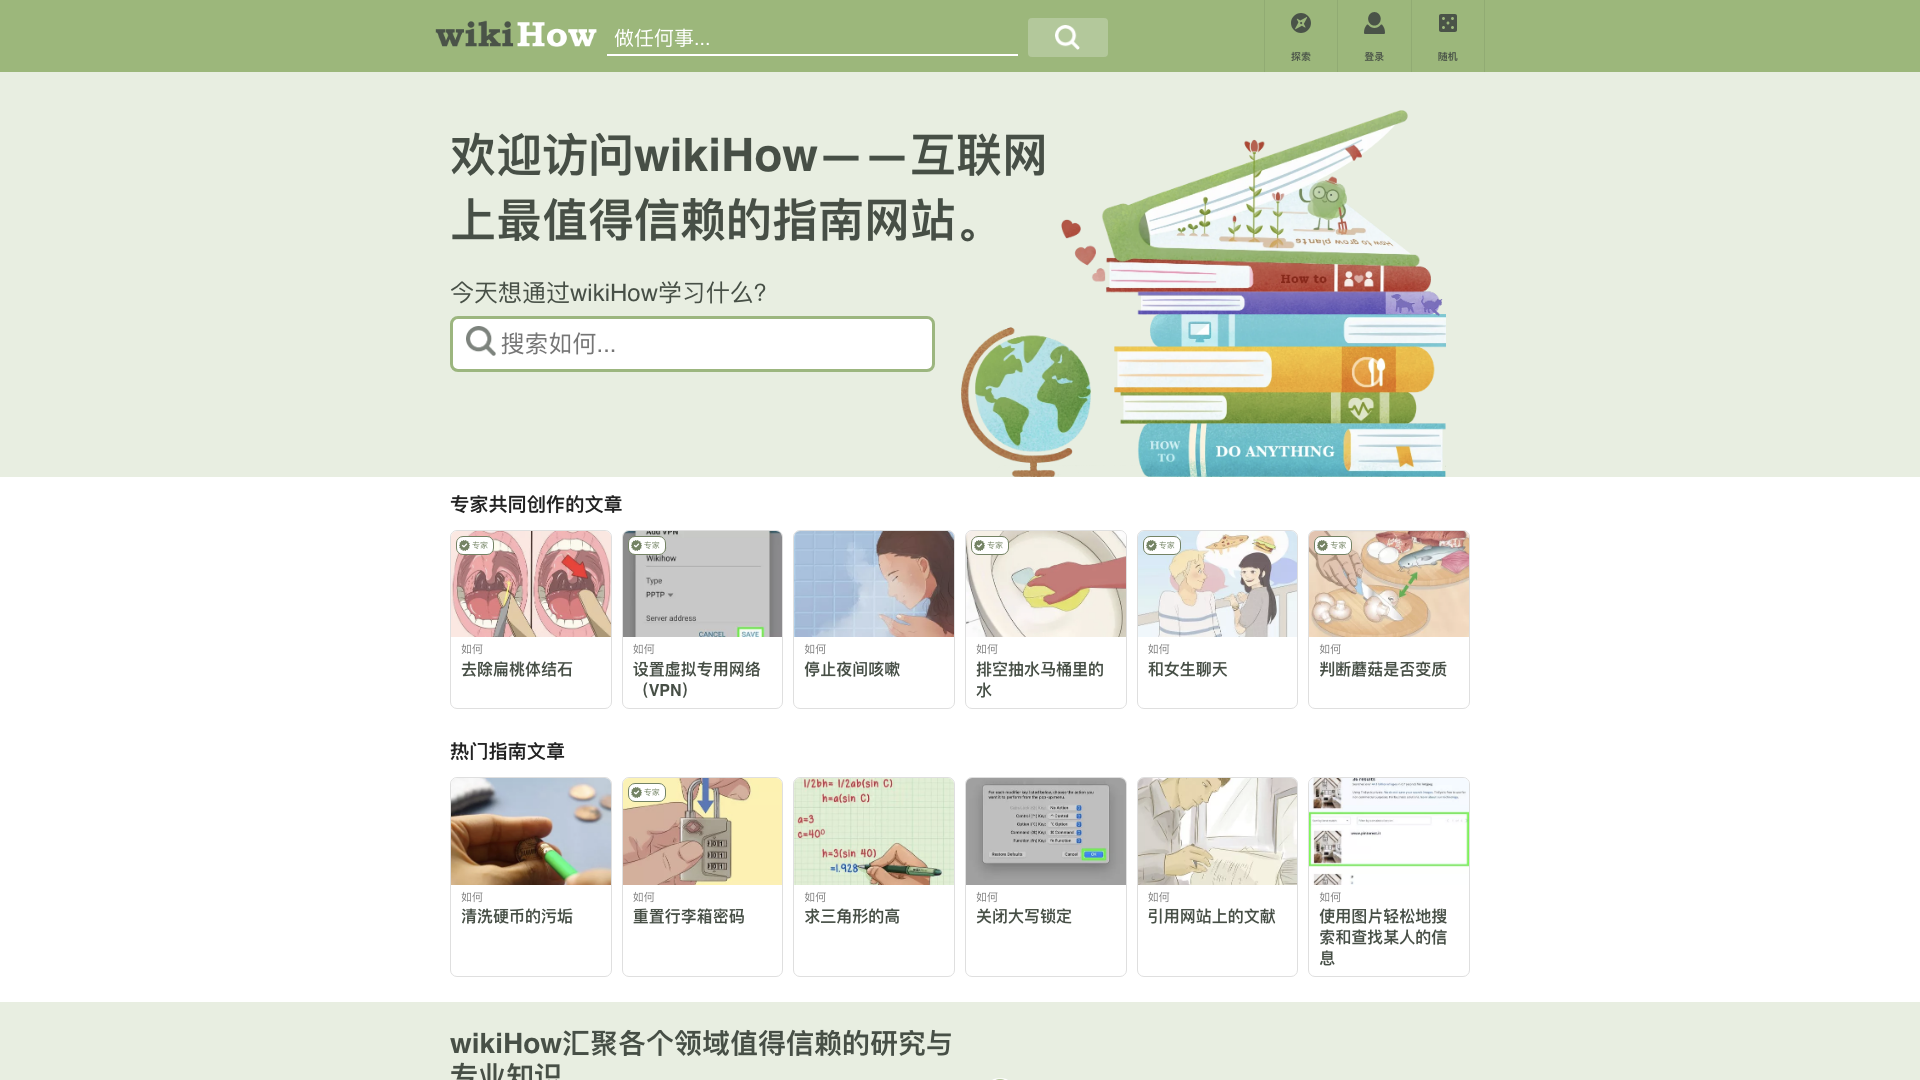 wikiHow
做任何事...
探索
登录
随机
欢迎访问wikiHow——互联网
上最值得信赖的指南网站。
今天想通过wikiHow学习什么?
搜索如何...
How to grow plants
How to
HOW TO
DO ANYTHING
专家共同创作的文章
专家
如何
去除扁桃体结石
专家
Add VPN
Wikihow
Type
PPTP
Server address
CANCEL SAVE
如何
设置虚拟专用网络
（VPN）
如何
停止夜间咳嗽
专家
如何
排空抽水马桶里的
水
专家
如何
和女生聊天
专家
如何
判断蘑菇是否变质
热门指南文章
如何
清洗硬币的污垢
专家
如何
重置行李箱密码
1/2bh= 1/2ab(sin C)
h=a(sin C)
a=3
c=40º
h=3(sin 40)
=1.928
如何
求三角形的高
如何
关闭大写锁定
如何
引用网站上的文献
如何
使用图片轻松地搜
索和查找某人的信
息
wikiHow汇聚各个领域值得信赖的研究与
专业知识